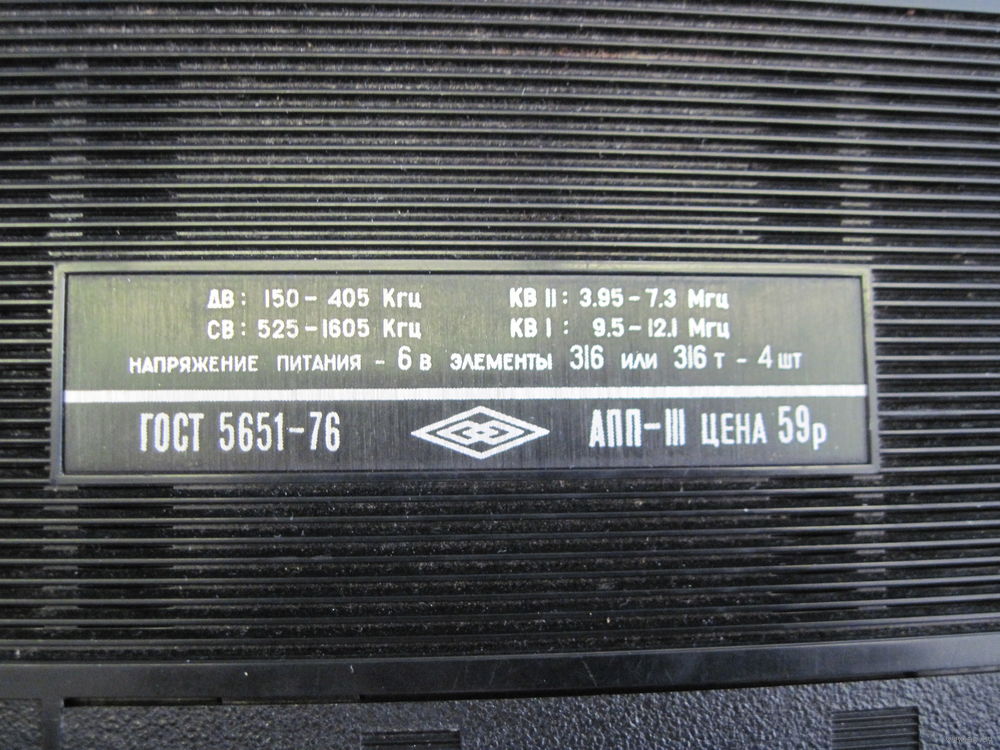 ДВ: 150 - 405 Кгц КВ II: 3.95 - 7.3 Мгц
СВ: 525 - 1605 Кгц КВ I: 9.5 - 12.1 Мгц
НАПРЯЖЕНИЕ ПИТАНИЯ - 6 В ЭЛЕМЕНТЫ 316 ИЛИ 316 Т - 4 ШТ
ГОСТ 5651-76 АПП-III ЦЕНА 59р